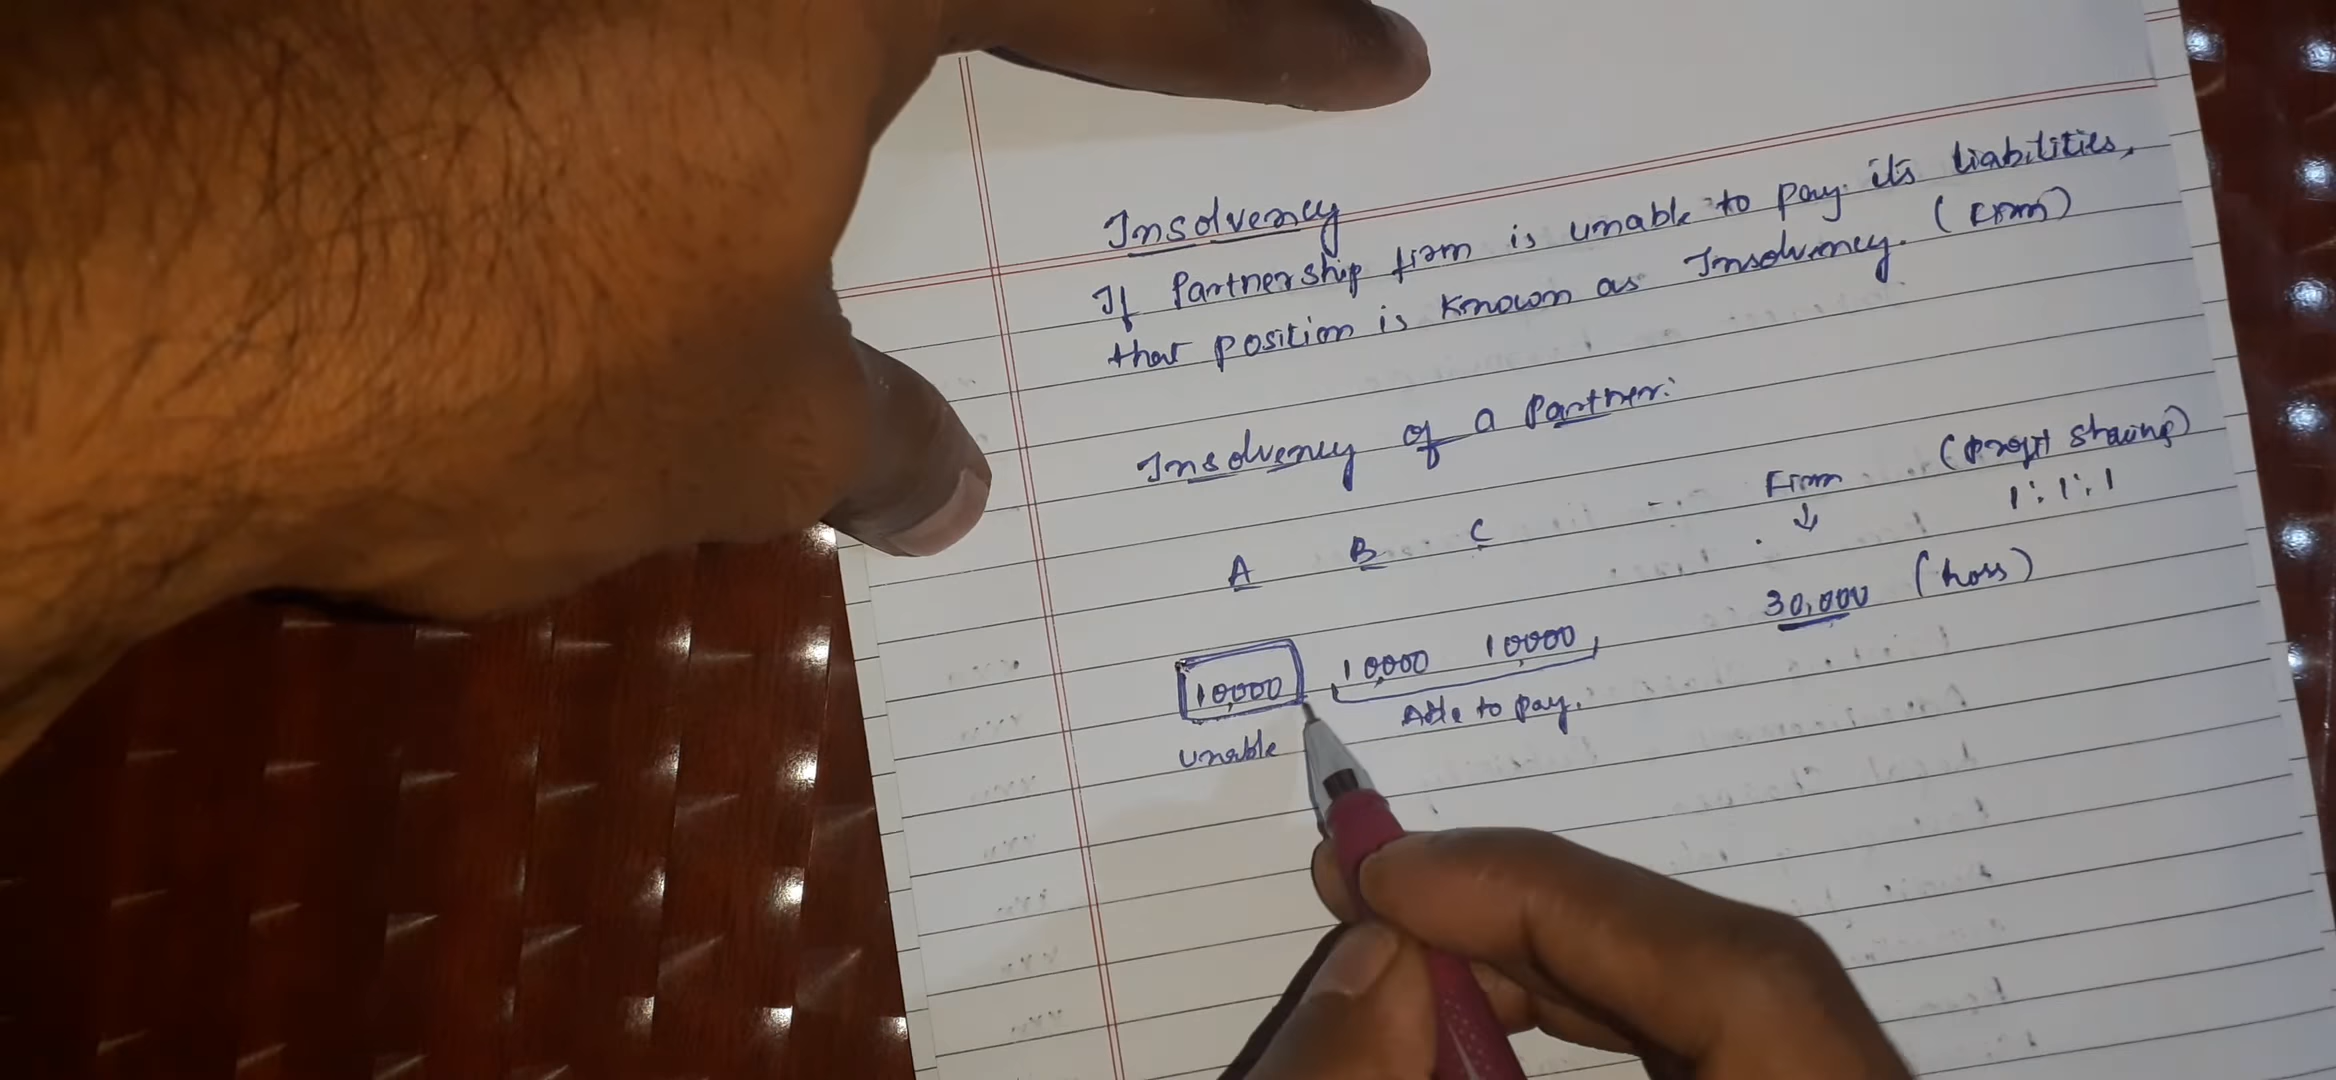 Insolvency
If Partnership firm is unable to pay its liabilities,
that position is known as Insolvency. (Firm)
Insolvency of a Partner:
A B C Firm (Profit sharing)
↓ 1:1:1
10,000 10,000 10,000, 30,000 (Loss)
unable Able to pay.